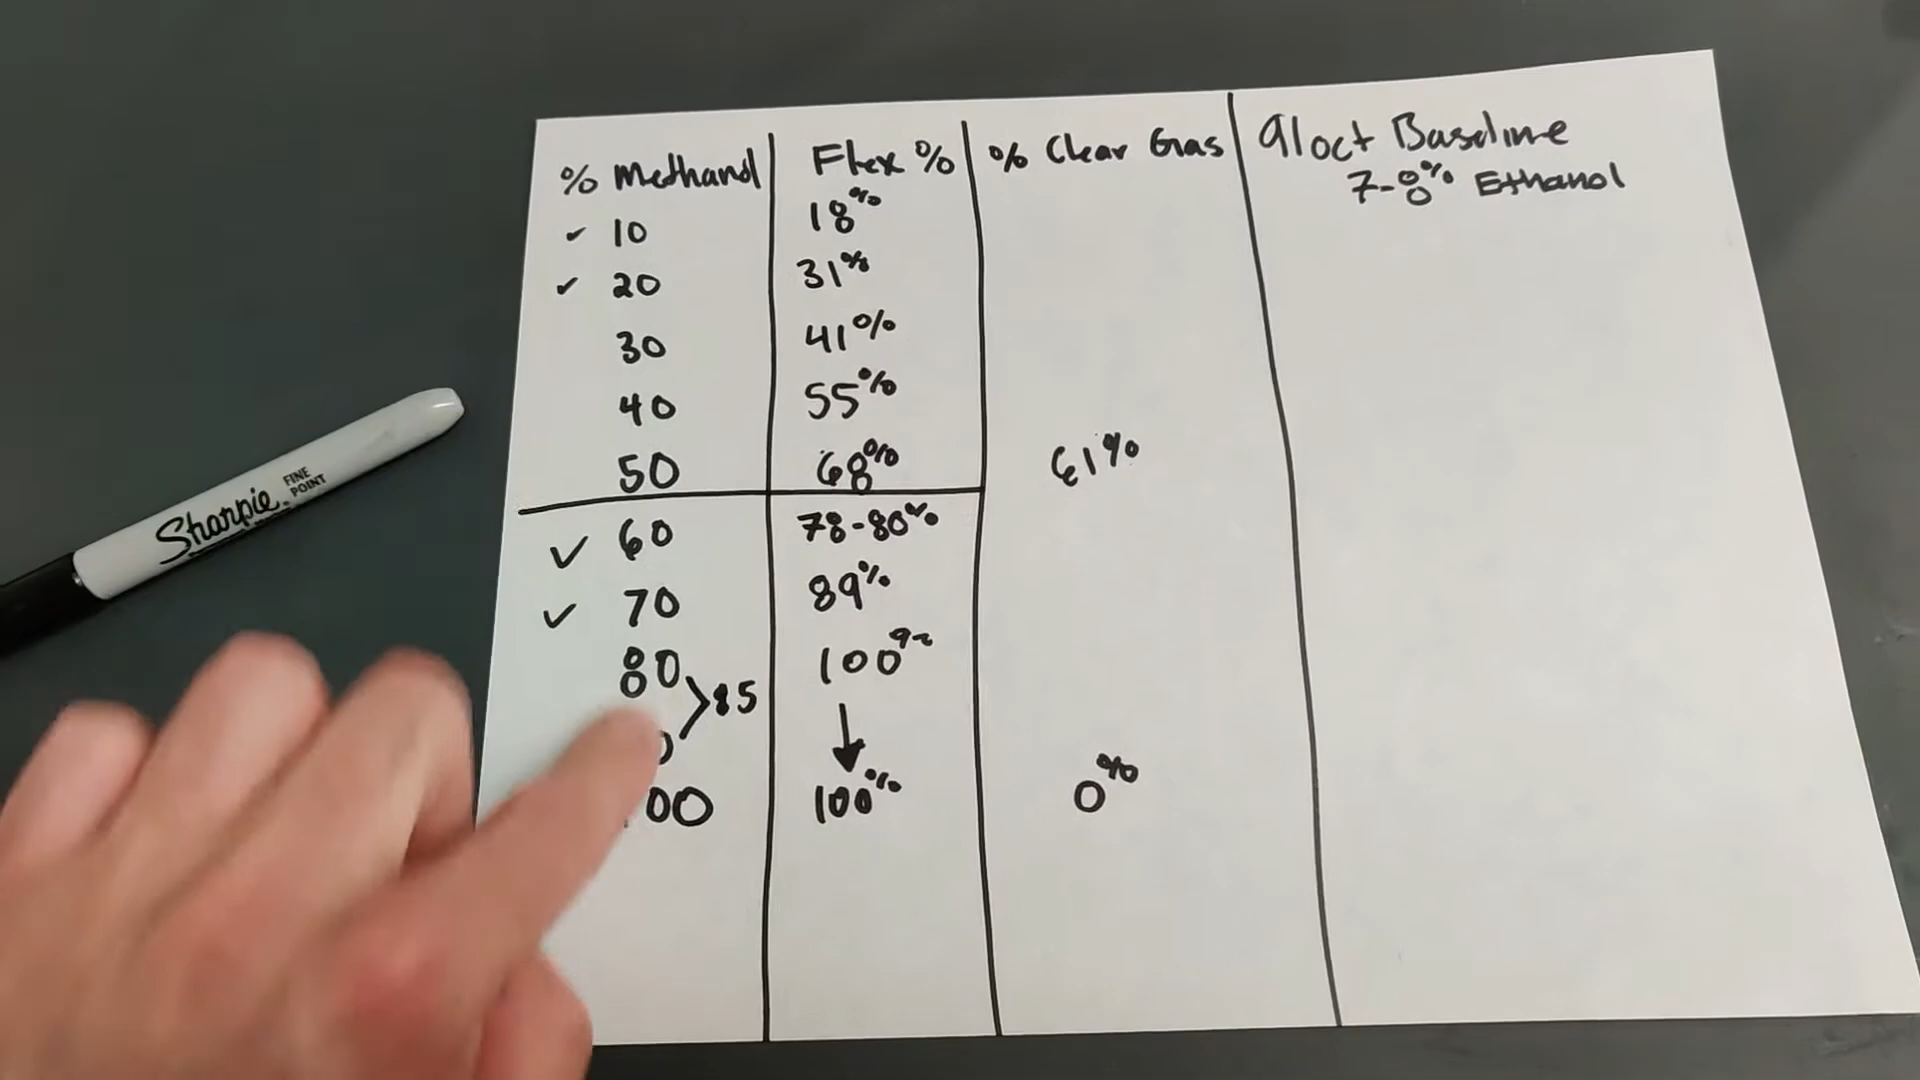 % Methanol Flex % % Clear Gas 91oct Baseline
7-8% Ethanol
✓ 10 18%
✓ 20 31%
30 41%
40 55%
50 68% 61%
✓ 60 78-80%
✓ 70 89%
80 100%
>85
00 100% 0%
Sharpie.
FINE
POINT